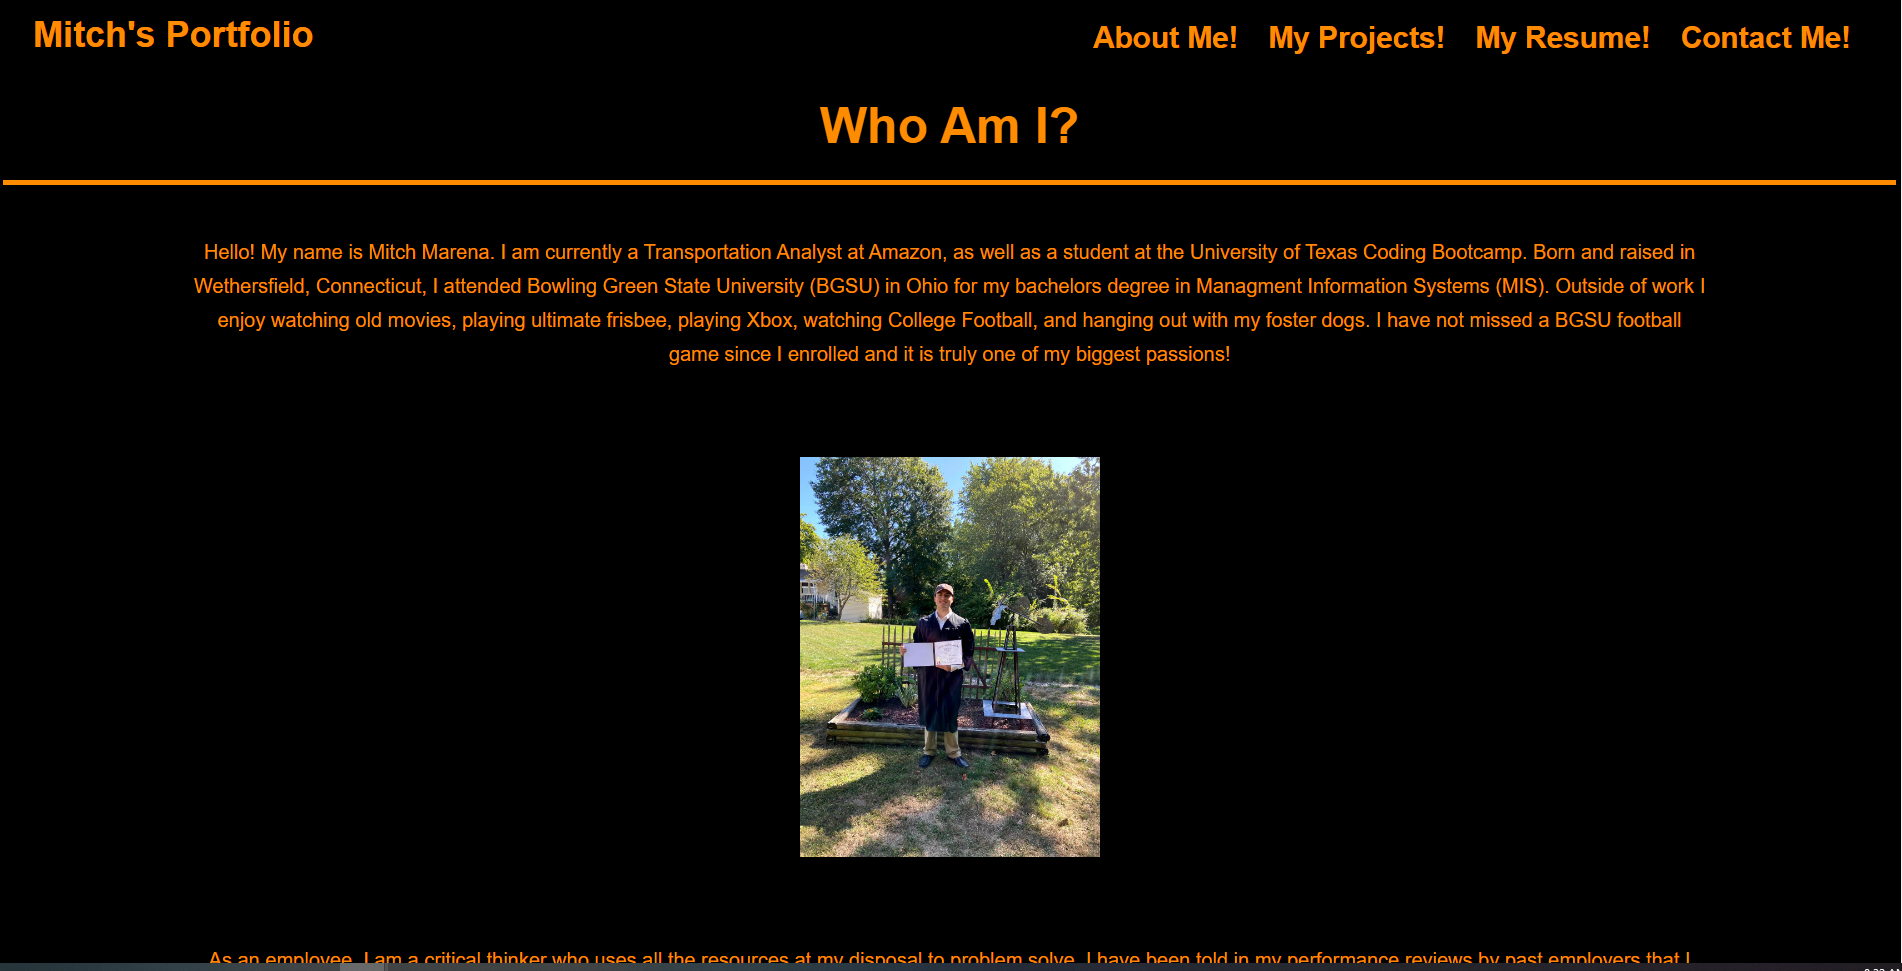 Mitch's Portfolio
About Me! My Projects! My Resume! Contact Me!
Who Am I?
Hello! My name is Mitch Marena. I am currently a Transportation Analyst at Amazon, as well as a student at the University of Texas Coding Bootcamp. Born and raised in
Wethersfield, Connecticut, I attended Bowling Green State University (BGSU) in Ohio for my bachelors degree in Managment Information Systems (MIS). Outside of work I
enjoy watching old movies, playing ultimate frisbee, playing Xbox, watching College Football, and hanging out with my foster dogs. I have not missed a BGSU football
game since I enrolled and it is truly one of my biggest passions!
As an employee, I am a critical thinker who uses all the resources at my disposal to problem solve. I have been told in my performance reviews by past employers that I